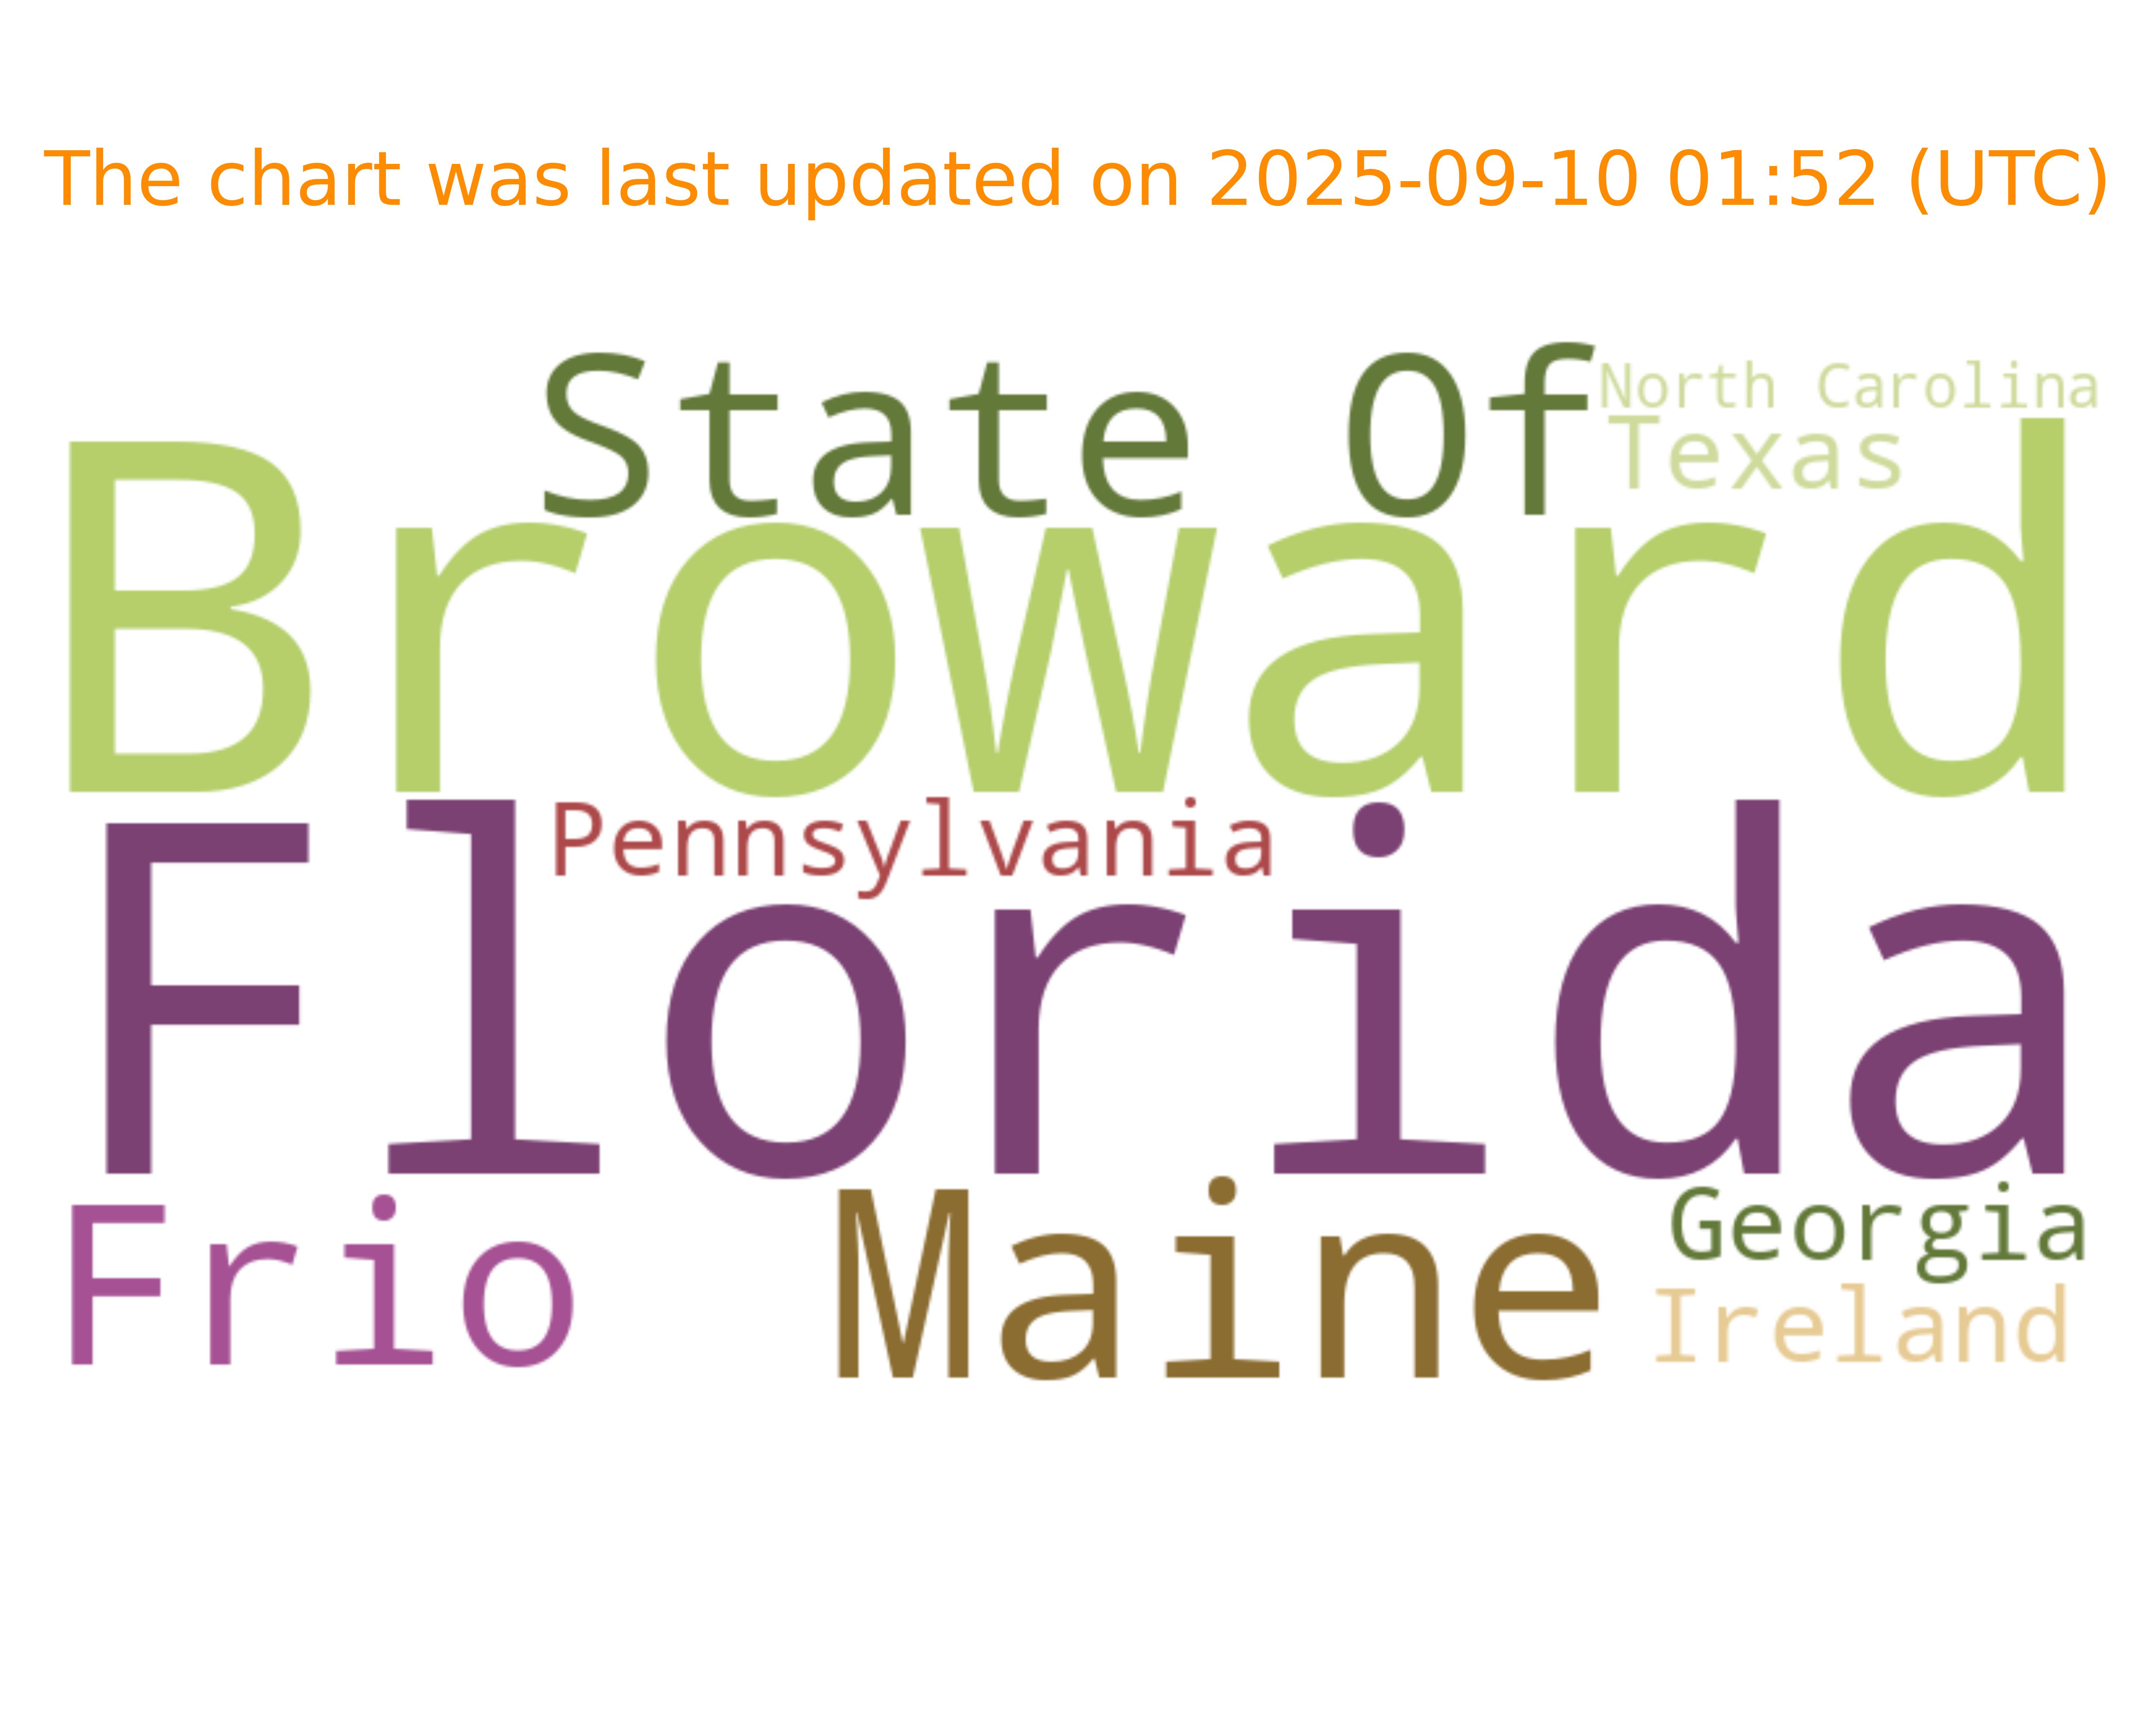 The chart was last updated on 2025-09-10 01:52 (UTC)
State Of
North Carolina
Texas
Broward
Pennsylvania
Florida
Frio
Maine
Georgia
Ireland